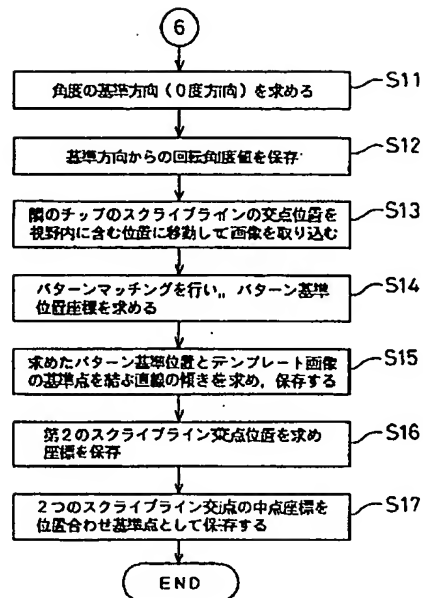 6
角度の基準方向(0度方向)を求める
S11
基準方向からの回転角度値を保存
S12
隣のチップのスクライブラインの交点位置を
視野内に含む位置に移動して画像を取り込む
S13
パターンマッチングを行い,パターン基準
位置座標を求める
S14
求めたパターン基準位置とテンプレート画像
の基準点を結ぶ直線の傾きを求め,保存する
S15
第2のスクライブライン交点位置を求め
座標を保存
S16
2つのスクライブライン交点の中点座標を
位置合わせ基準点として保存する
S17
END